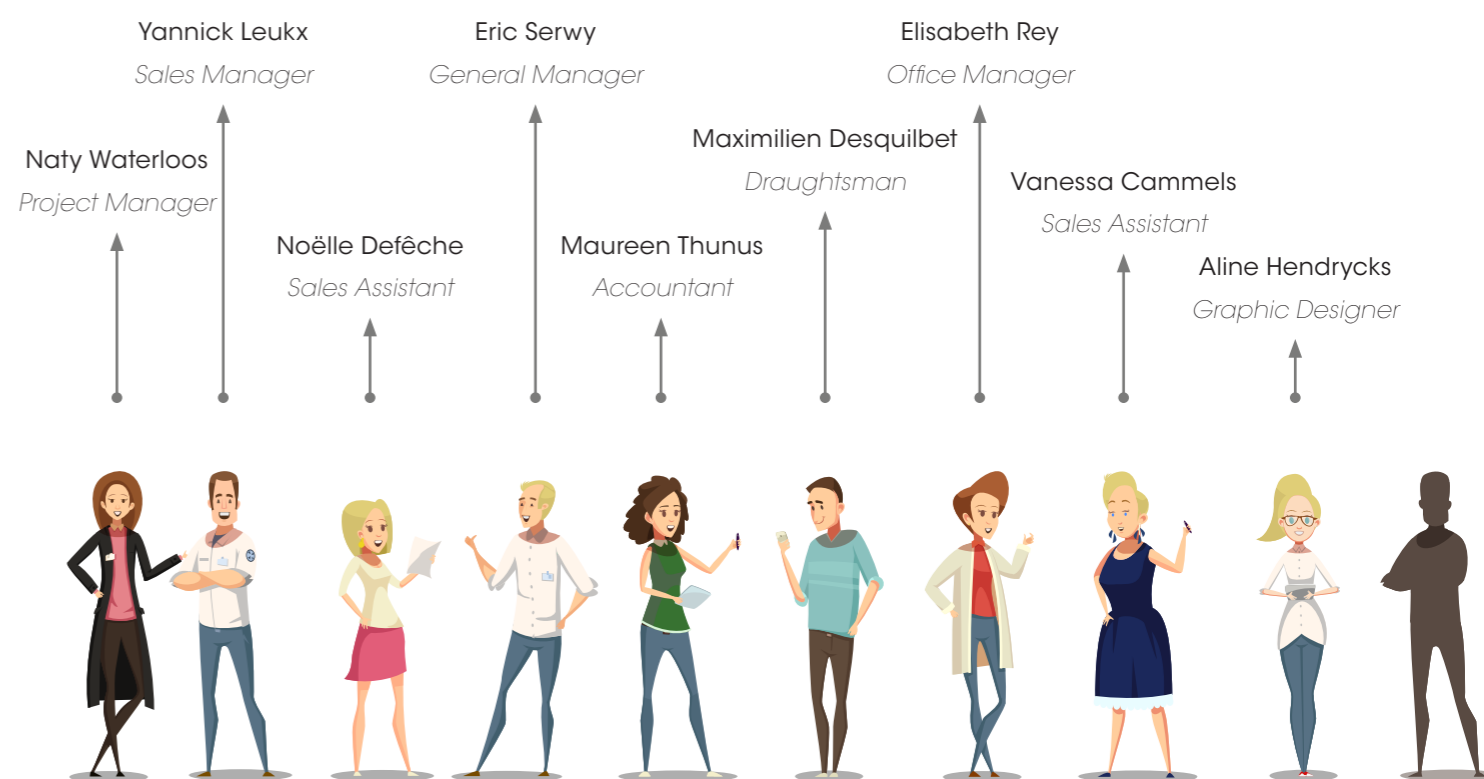 Yannick Leukx
Sales Manager
Eric Serwy
General Manager
Elisabeth Rey
Office Manager
Naty Waterloos
Project Manager
Maximilien Desquilbet
Draughtsman
Vanessa Cammels
Sales Assistant
Noëlle Defêche
Sales Assistant
Maureen Thunus
Accountant
Aline Hendrycks
Graphic Designer